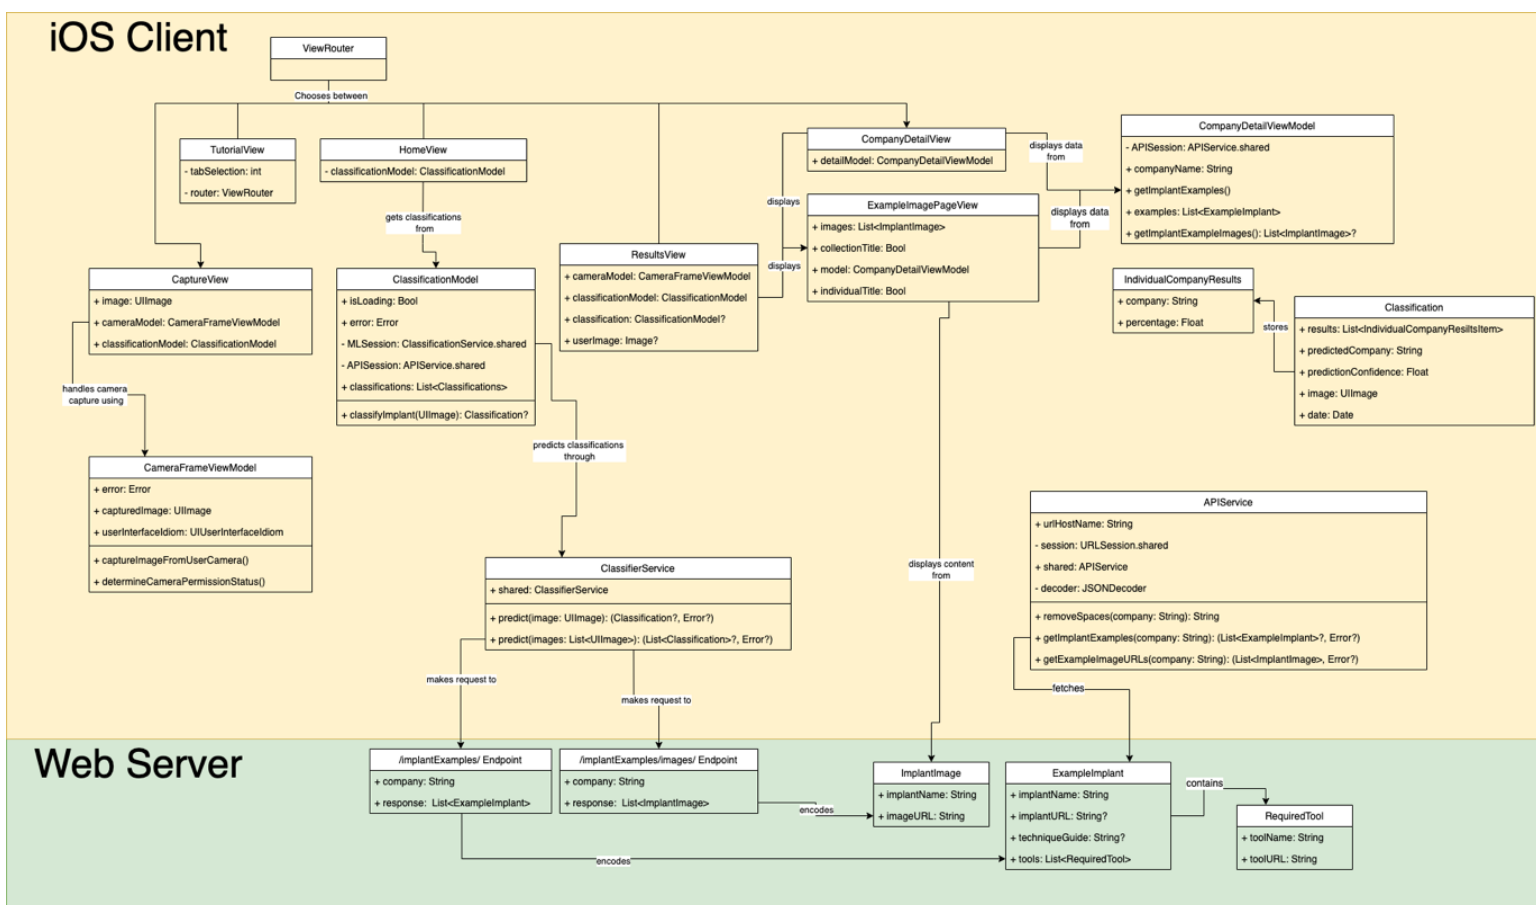 iOS Client
ViewRouter
Chooses between
TutorialView
- tabSelection: int
- router: ViewRouter
HomeView
- classificationModel: ClassificationModel
gets classifications
from
CompanyDetailView
+ detailModel: CompanyDetailViewModel
displays data
from
CompanyDetailViewModel
- APISession: APIService.shared
+ companyName: String
+ getImplantExamples()
+ examples: List<ExampleImplant>
+ getImplantExampleImages(): List<ImplantImage>?
displays
displays
ExampleImagePageView
+ images: List<ImplantImage>
+ collectionTitle: Bool
+ model: CompanyDetailViewModel
+ individualTitle: Bool
displays data
from
CaptureView
+ image: UIImage
+ cameraModel: CameraFrameViewModel
+ classificationModel: ClassificationModel
ClassificationModel
+ isLoading: Bool
+ error: Error
- MLSession: ClassificationService.shared
- APISession: APIService.shared
+ classifications: List<Classifications>
+ classifyImplant(UIImage): Classification?
ResultsView
+ cameraModel: CameraFrameViewModel
+ classificationModel: ClassificationModel
+ classification: ClassificationModel?
+ userImage: Image?
IndividualCompanyResults
+ company: String
+ percentage: Float
stores
Classification
+ results: List<IndividualCompanyResiltsItem>
+ predictedCompany: String
+ predictionConfidence: Float
+ image: UIImage
+ date: Date
handles camera
capture using
CameraFrameViewModel
+ error: Error
+ capturedImage: UIImage
+ userInterfaceIdiom: UIUserInterfaceIdiom
+ captureImageFromUserCamera()
+ determineCameraPermissionStatus()
predicts classifications
through
ClassifierService
+ shared: ClassifierService
+ predict(image: UIImage): (Classification?, Error?)
+ predict(images: List<UIImage>): (List<Classification>?, Error?)
displays content
from
APIService
+ urlHostName: String
- session: URLSession.shared
+ shared: APIService
- decoder: JSONDecoder
+ removeSpaces(company: String): String
+ getImplantExamples(company: String): (List<ExampleImplant>?, Error?)
+ getExampleImageURLs(company: String): (List<ImplantImage>, Error?)
makes request to
makes request to
fetches
Web Server
/implantExamples/ Endpoint
+ company: String
+ response: List<ExampleImplant>
/implantExamples/images/ Endpoint
+ company: String
+ response: List<ImplantImage>
encodes
encodes
ImplantImage
+ implantName: String
+ imageURL: String
ExampleImplant
+ implantName: String
+ implantURL: String?
+ techniqueGuide: String?
+ tools: List<RequiredTool>
contains
RequiredTool
+ toolName: String
+ toolURL: String